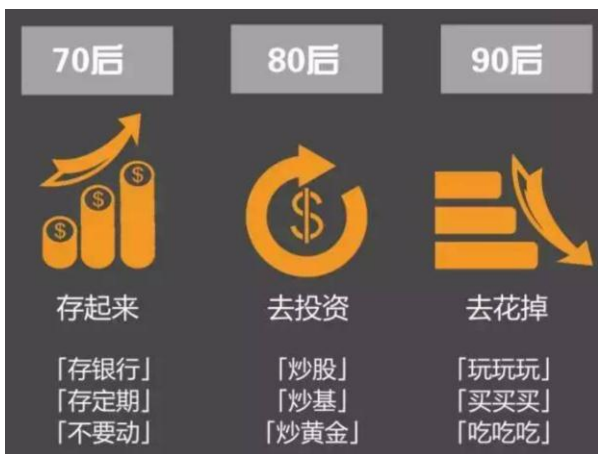 70后
80后
90后
$
$
$
$
存起来
去投资
去花掉
「存银行」
「存定期」
「不要动」
「炒股」
「炒基」
「炒黄金」
「玩玩玩」
「买买买」
「吃吃吃」